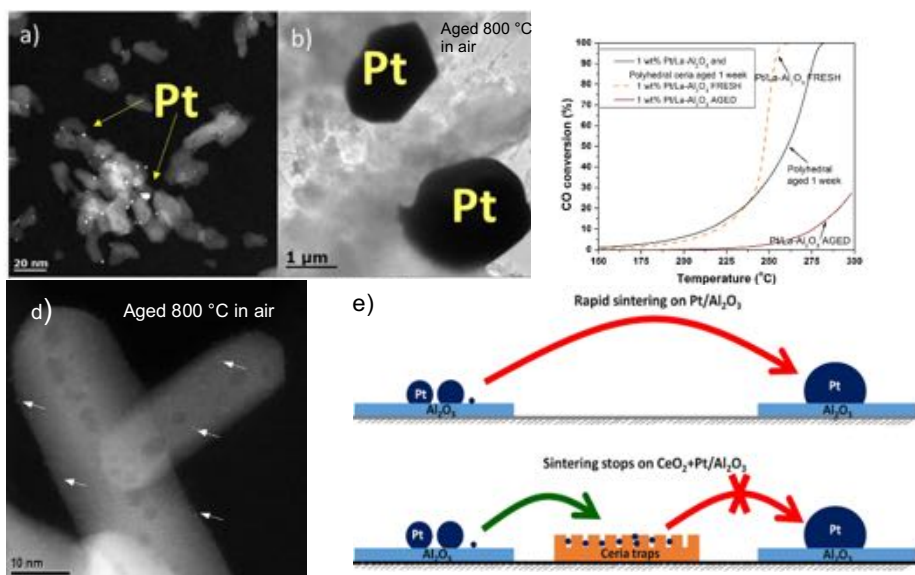 a)
Pt
20 nm
b)
Aged 800 °C
in air
Pt
Pt
1 µm
CO conversion (%)
100
90
80
70
60
50
40
30
20
10
0
1 wt% Pt/La-Al₂O₃ and
Polyhedral ceria aged 1 week
1 wt% Pt/La-Al₂O₃ FRESH
1 wt% Pt/La-Al₂O₃ AGED
Pt/La-Al₂O₃ FRESH
Polyhedral
aged 1 week
Pt/La-Al₂O₃ AGED
175
200
225
250
275
Temperature (°C)
d)
Aged 800 °C in air
10 nm
e)
Rapid sintering on Pt/Al₂O₃
Pt
Pt
Al₂O₃
Al₂O₃
Sintering stops on CeO₂+Pt/Al₂O₃
Pt
Pt
Al₂O₃
Ceria traps
Al₂O₃